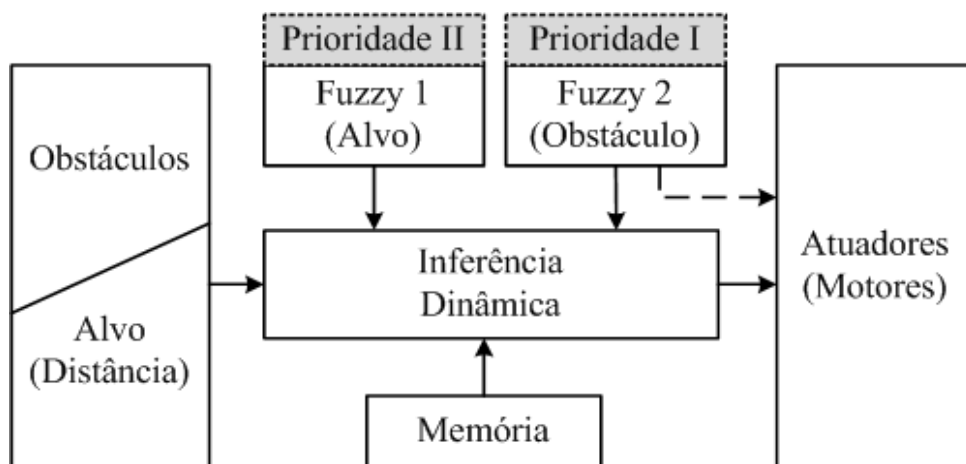 Prioridade II
Fuzzy 1
(Alvo)
Prioridade I
Fuzzy 2
(Obstáculo)
Obstáculos
Alvo
(Distância)
Inferência
Dinâmica
Memória
Atuadores
(Motores)